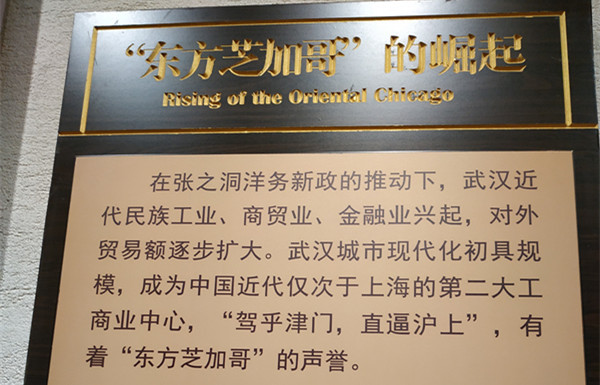 “东方芝加哥”的崛起
Rising of the Oriental Chicago
在张之洞洋务新政的推动下，武汉近
代民族工业、商贸业、金融业兴起，对外
贸易额逐步扩大。武汉城市现代化初具规
模，成为中国近代仅次于上海的第二大工
商业中心，“驾乎津门，直逼沪上”，有
着“东方芝加哥”的声誉。